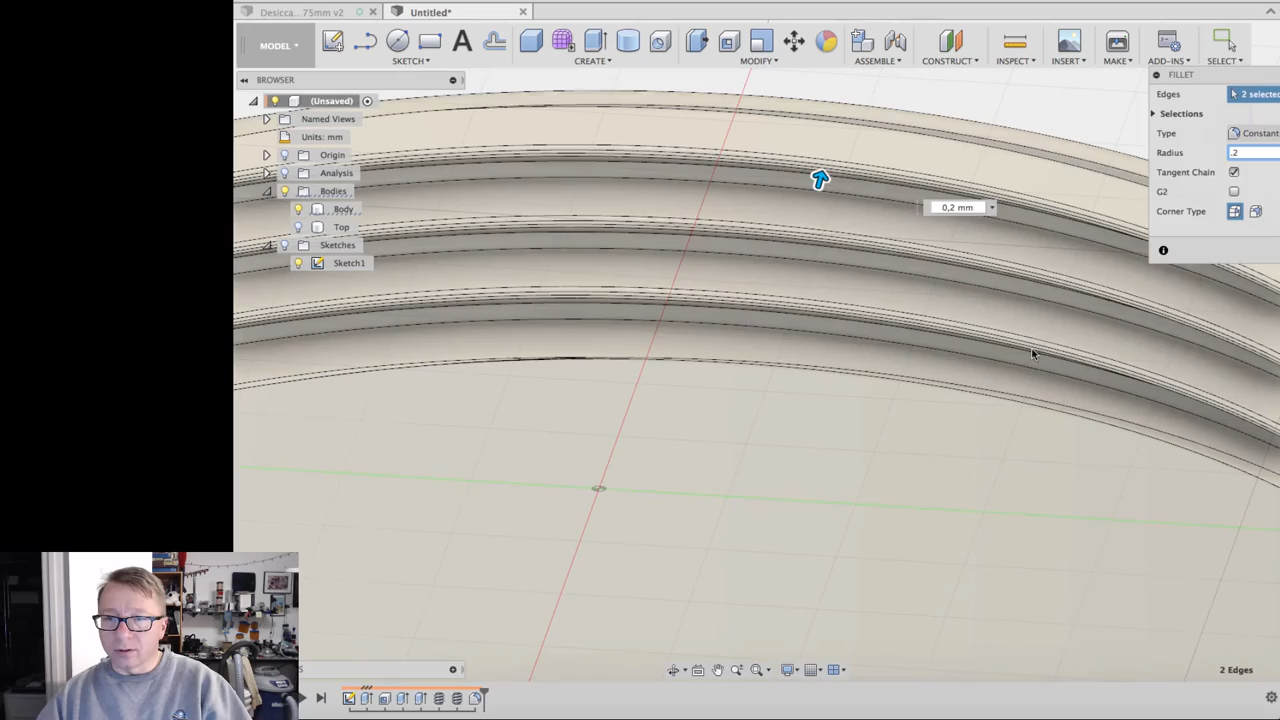 Desicca...75mm v2
Untitled*
MODEL
SKETCH
CREATE
MODIFY
ASSEMBLE
CONSTRUCT
INSPECT
INSERT
MAKE
ADD-INS
SELECT
BROWSER
(Unsaved)
Named Views
Units: mm
Origin
Analysis
Bodies
Body
Top
Sketches
Sketch1
FILLET
Edges 2 selected
Selections
Type Constant
Radius .2
Tangent Chain
G2
Corner Type
0,2 mm
2 Edges